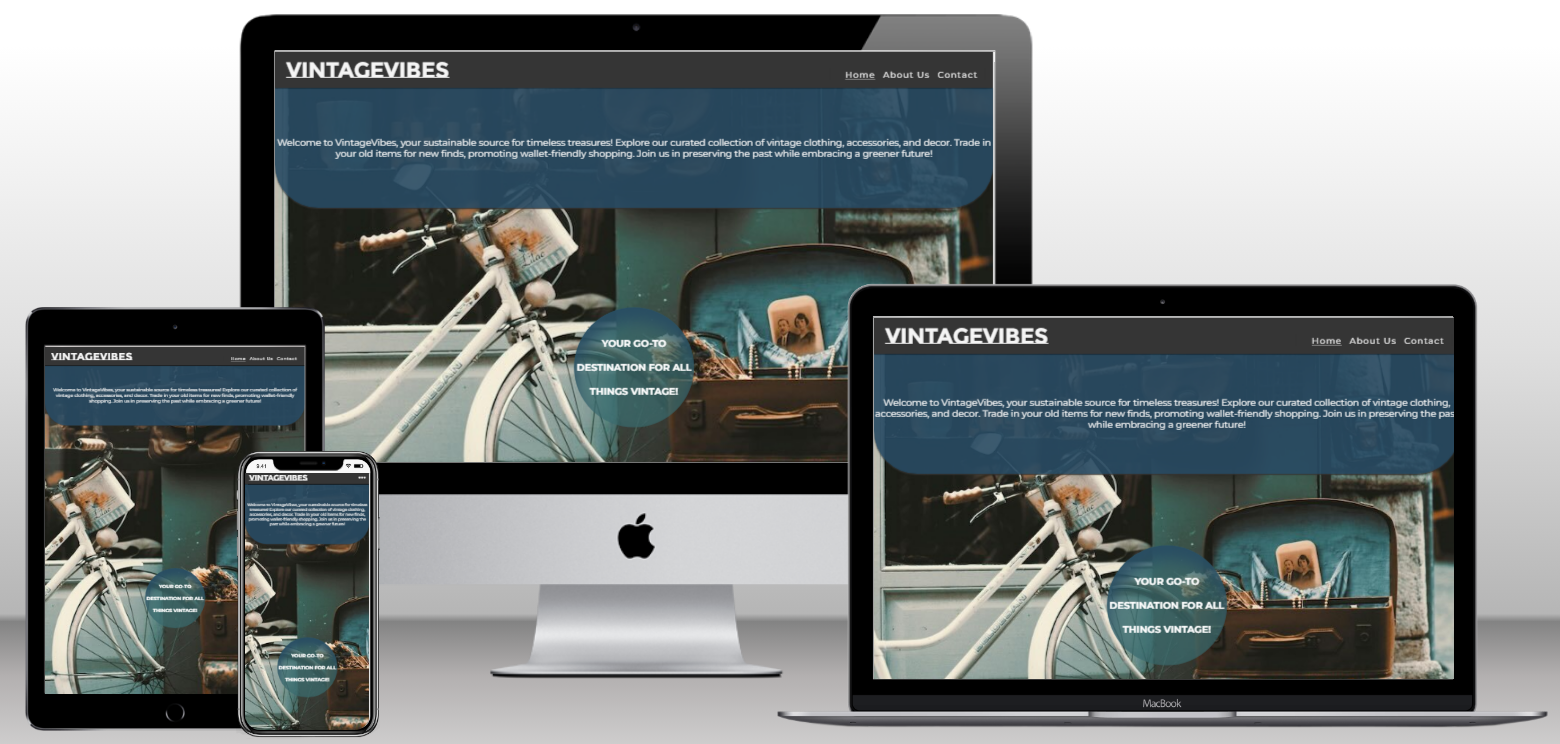 VINTAGEVIBES
Home About Us Contact
Welcome to VintageVibes, your sustainable source for timeless treasures! Explore our curated collection of vintage clothing, accessories, and decor. Trade in
your old items for new finds, promoting wallet-friendly shopping. Join us in preserving the past while embracing a greener future!
YOUR GO-TO
DESTINATION FOR ALL
THINGS VINTAGE!
VINTAGEVIBES
Home About Us Contact
Welcome to VintageVibes, your sustainable source for timeless treasures! Explore our curated collection of vintage clothing,
accessories, and decor. Trade in your old items for new finds, promoting wallet-friendly shopping. Join us in preserving the pas
while embracing a greener future!
YOUR GO-TO
DESTINATION FOR ALL
THINGS VINTAGE!
MacBook
VINTAGEVIBES
Home About Us Contact
Welcome to VintageVibes, your sustainable source for timeless treasures! Explore our curated collection of
vintage clothing, accessories, and decor. Trade in your old items for new finds, promoting wallet-friendly
shopping. Join us in preserving the past while embracing a greener future!
YOUR GO-TO
DESTINATION FOR ALL
THINGS VINTAGE!
9:41
VINTAGEVIBES
Welcome to VintageVibes, your sustainable source for timeless
treasures! Explore our curated collection of vintage clothing,
accessories, and decor. Trade in your old items for new finds,
promoting wallet-friendly shopping. Join us in preserving the
past while embracing a greener future!
YOUR GO-TO
DESTINATION FOR ALL
THINGS VINTAGE!